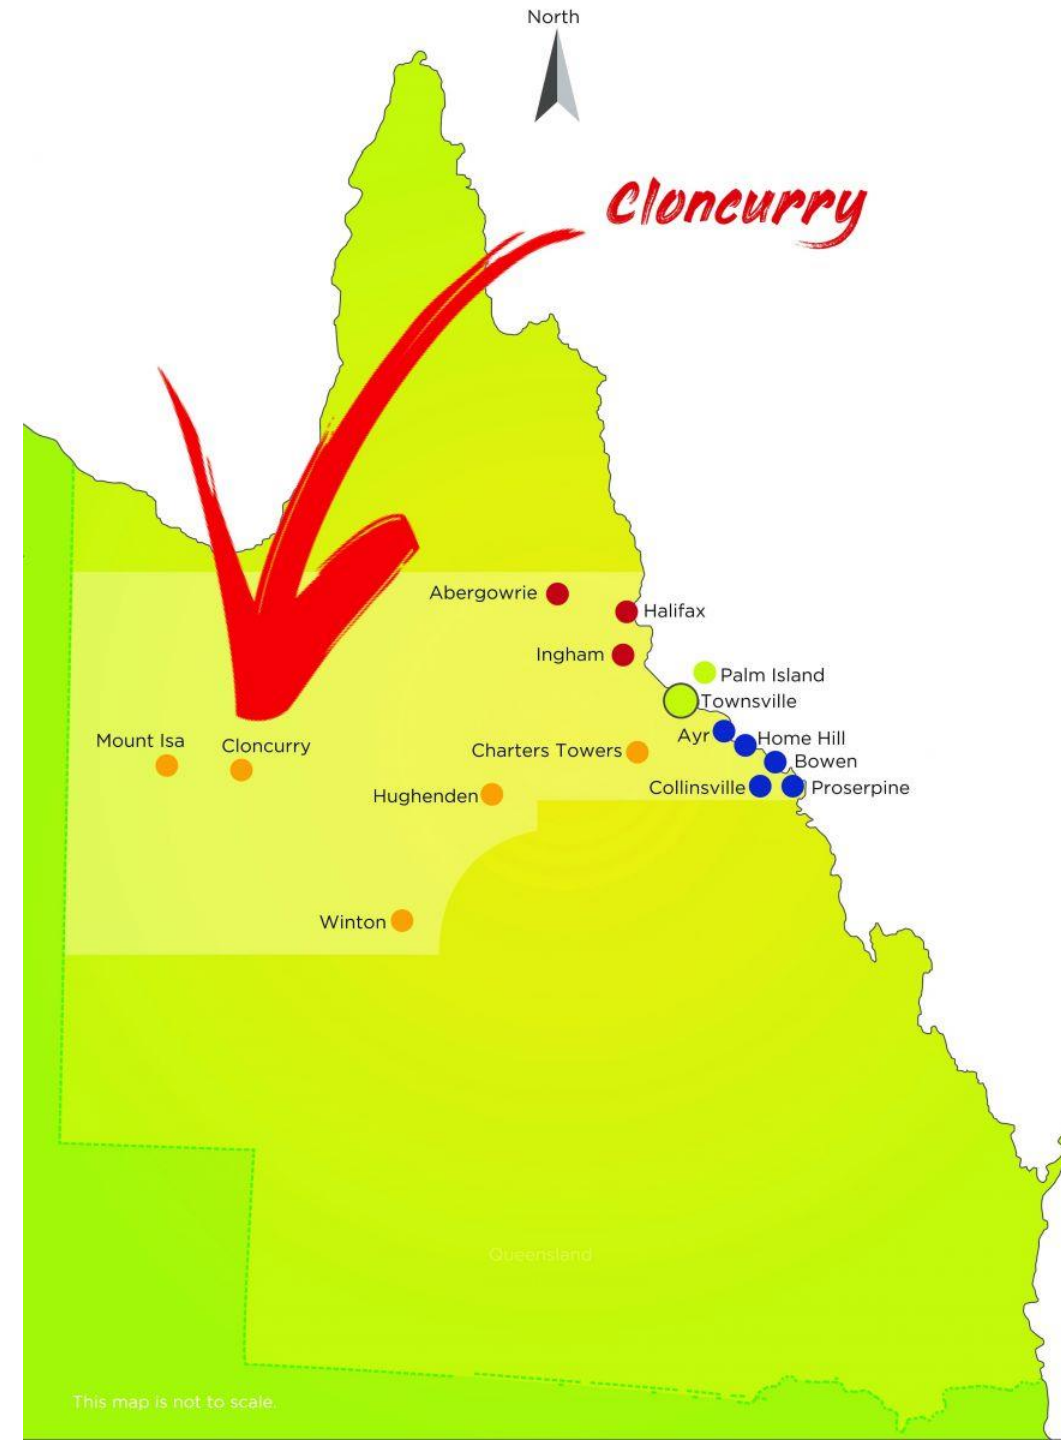 North
Cloncurry
Abergowrie
Halifax
Ingham
Palm Island
Townsville
Ayr
Home Hill
Mount Isa
Cloncurry
Charters Towers
Bowen
Hughenden
Collinsville
Proserpine
Winton
Queensland
This map is not to scale.